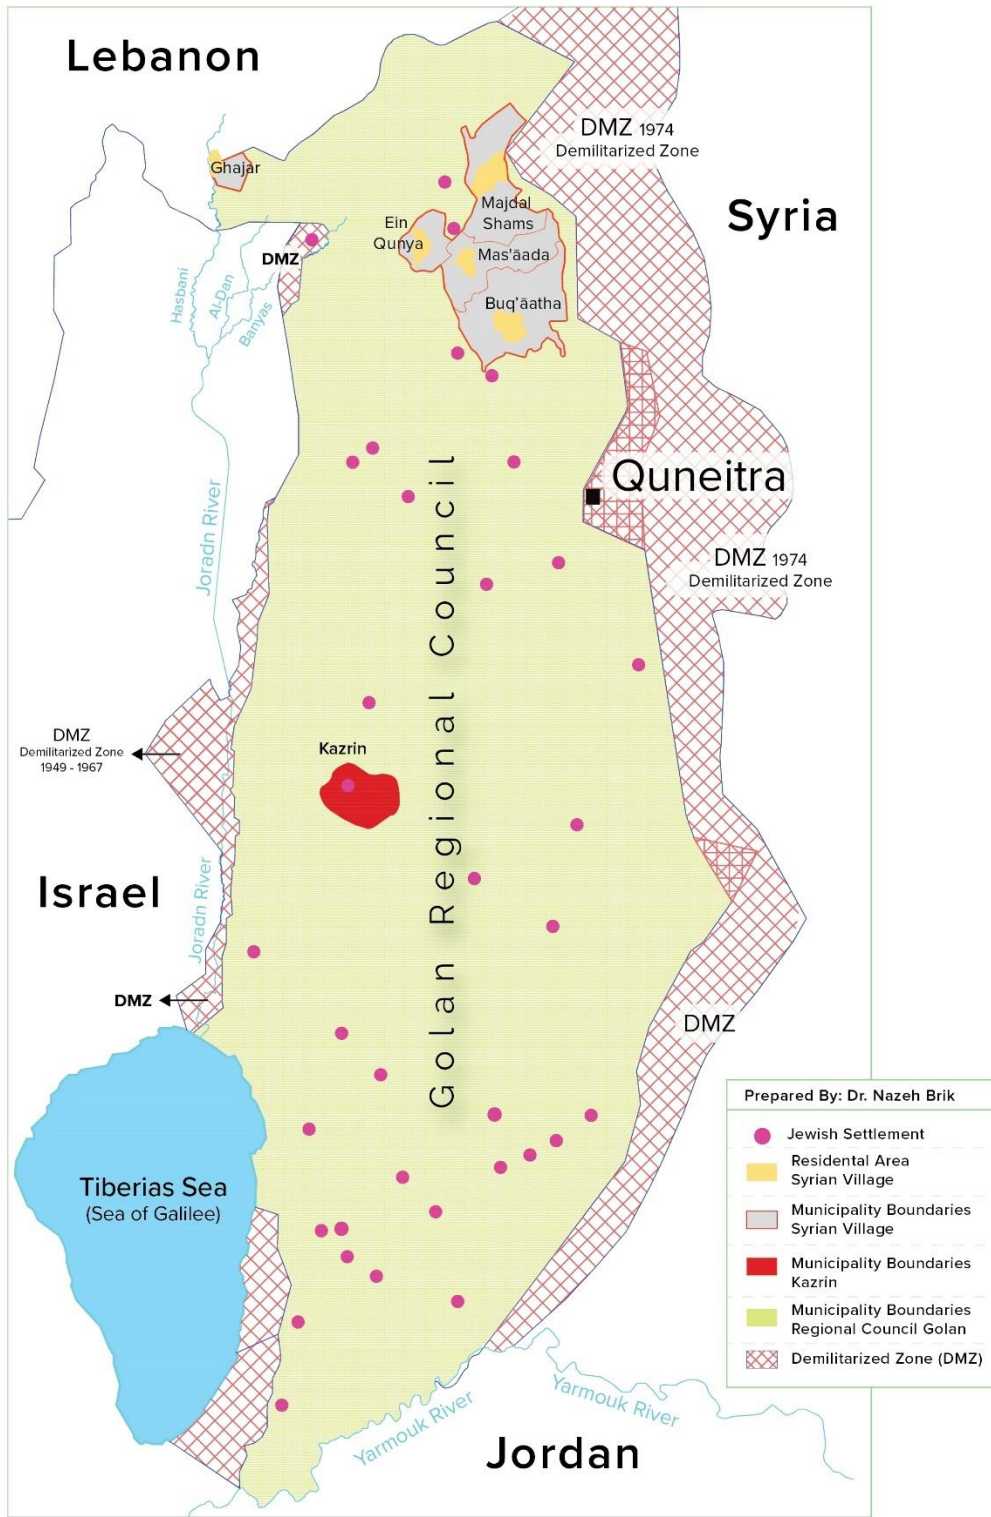 Lebanon
DMZ 1974
Demilitarized Zone
Ghajar
Majdal
Shams
Syria
Ein
Qunya
DMZ
Mas'āada
Hasbani
Al-Dan
Banyas
Buq'āatha
Quneitra
Joradn River
DMZ 1974
Demilitarized Zone
Golan Regional Council
DMZ
Demilitarized Zone
1949 - 1967
Kazrin
Israel
Joradn River
DMZ
DMZ
Tiberias Sea
(Sea of Galilee)
Prepared By: Dr. Nazeh Brik
Jewish Settlement
Residental Area
Syrian Village
Municipality Boundaries
Syrian Village
Municipality Boundaries
Kazrin
Municipality Boundaries
Regional Council Golan
Demilitarized Zone (DMZ)
Yarmouk River
Yarmouk River
Jordan